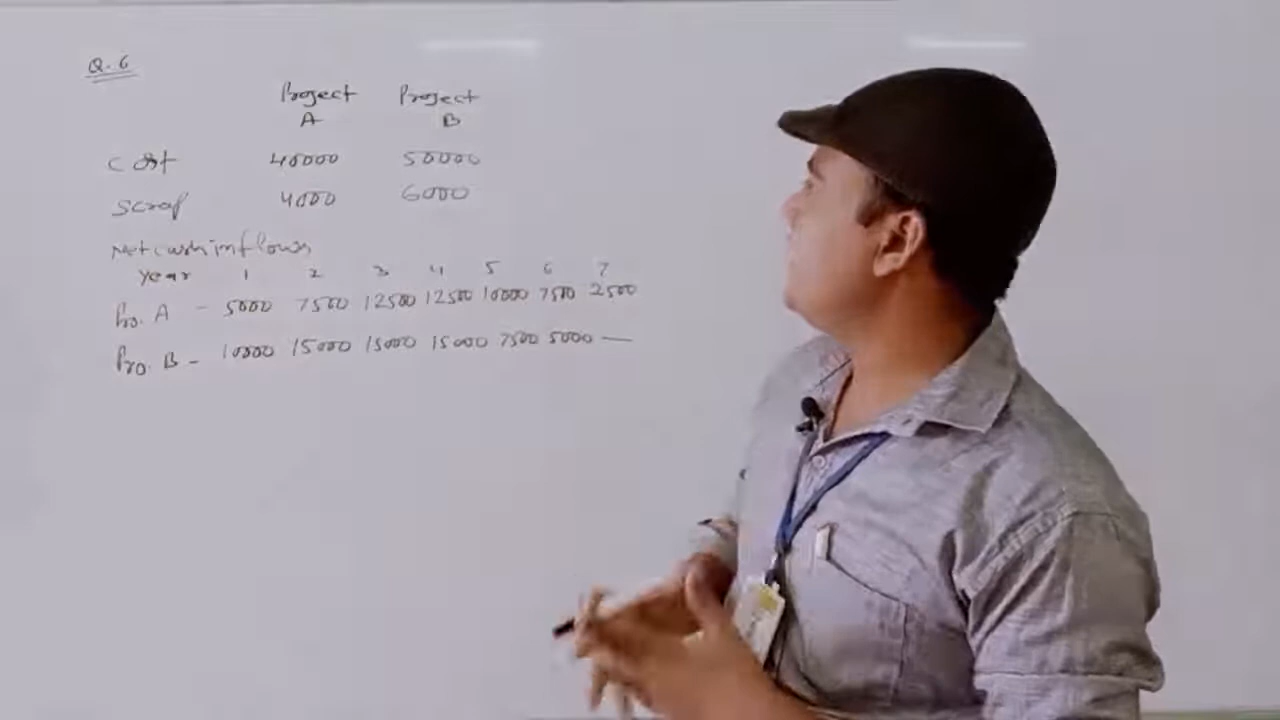 Q. 6
Project Project
A B
Cost 40000 50000
Scrap 4000 6000
Net cash inflows
Year 1 2 3 4 5 6 7
Pro. A - 5000 7500 12500 12500 10000 7500 2500
Pro. B - 10000 15000 15000 15000 7500 5000 —